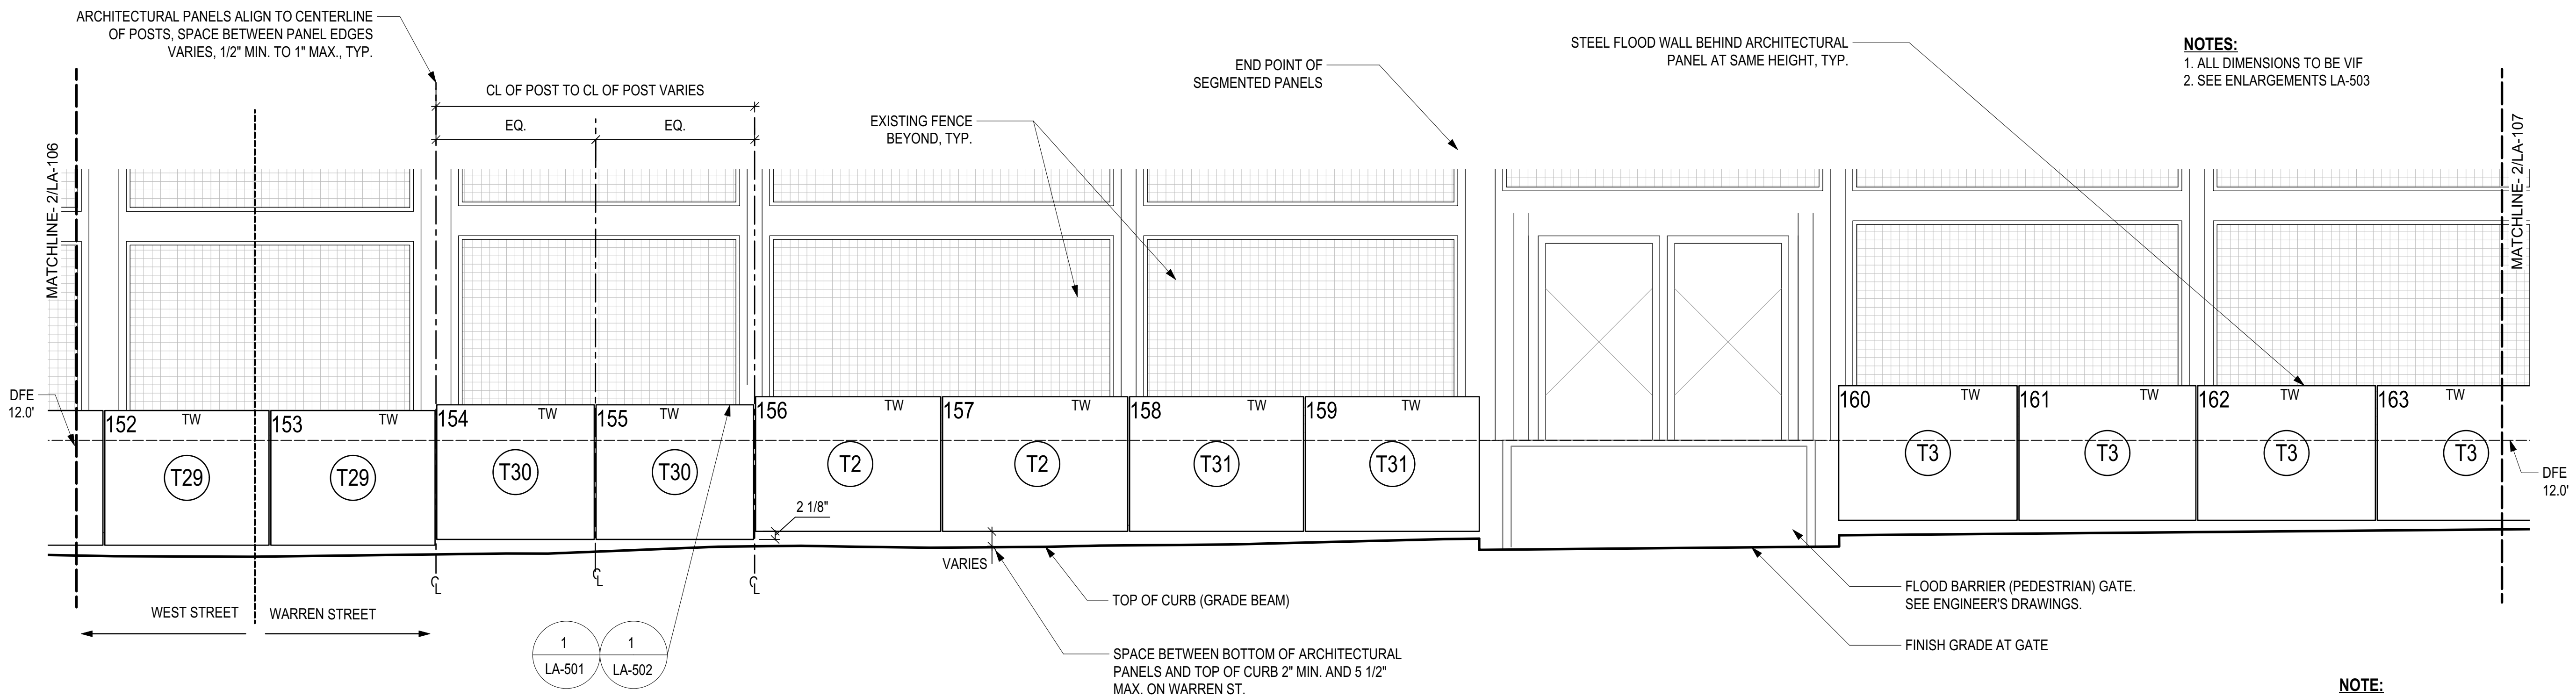 ARCHITECTURAL PANELS ALIGN TO CENTERLINE
OF POSTS, SPACE BETWEEN PANEL EDGES
VARIES, 1/2" MIN. TO 1" MAX., TYP.
CL OF POST TO CL OF POST VARIES
EQ.
EQ.
EXISTING FENCE
BEYOND, TYP.
END POINT OF
SEGMENTED PANELS
STEEL FLOOD WALL BEHIND ARCHITECTURAL
PANEL AT SAME HEIGHT, TYP.
NOTES:
1. ALL DIMENSIONS TO BE VIF
2. SEE ENLARGEMENTS LA-503
MATCHLINE- 2/LA-106
MATCHLINE- 2/LA-107
DFE
12.0'
152 TW
153 TW
154 TW
155 TW
156 TW
157 TW
158 TW
159 TW
160 TW
161 TW
162 TW
163 TW
T29
T29
T30
T30
T2
T2
T31
T31
T3
T3
T3
T3
DFE
12.0'
2 1/8"
VARIES
CL
CL
CL
WEST STREET
WARREN STREET
1
LA-501
1
LA-502
TOP OF CURB (GRADE BEAM)
SPACE BETWEEN BOTTOM OF ARCHITECTURAL
PANELS AND TOP OF CURB 2" MIN. AND 5 1/2"
MAX. ON WARREN ST.
FLOOD BARRIER (PEDESTRIAN) GATE.
SEE ENGINEER'S DRAWINGS.
FINISH GRADE AT GATE
NOTE: